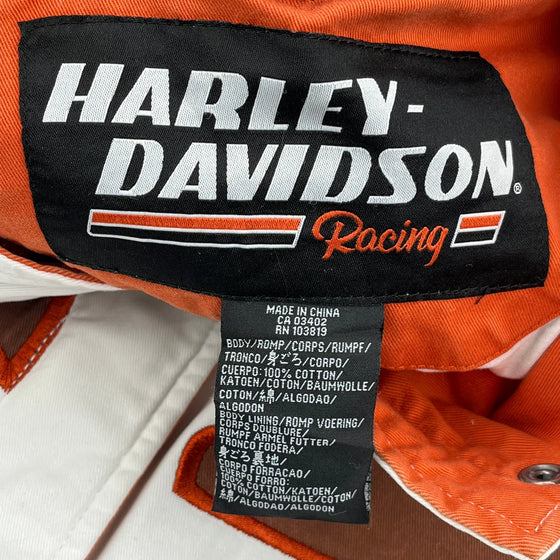 HARLEY-
DAVIDSON®
Racing
MADE IN CHINA
CA 03402
RN 103819
BODY/ROMP/CORPS/RUMPF/
TRONCO/身ごろ/CORPO/
CUERPO:100% COTTON/
KATOEN/COTON/BAUMWOLLE/
COTON/綿/ALGODAO/
ALGODON
BODY LINING/ROMP VOERING/
CORPS DOUBLURE/
RUMPF ARMEL FUTTER/
TRONCO FODERA/
身ごろ裏地/
CORPO FORRACAO/
CUERPO FORRO:
100% COTTON/KATOEN/
COTON/BAUMWOLLE/COTON/
綿/ALGODAO/ALGODON